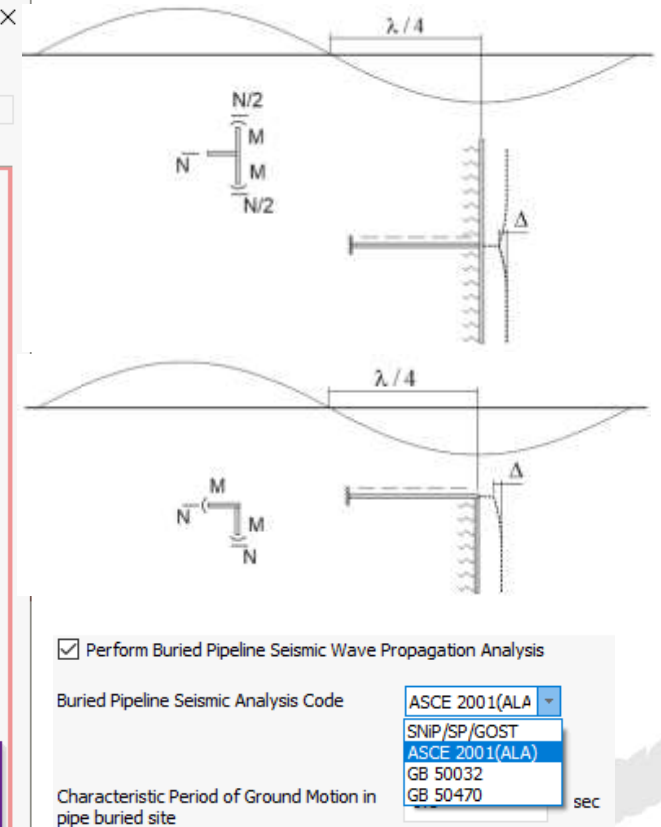 λ / 4
N/2
M
N
M
N/2
Δ
λ / 4
M
N
M
N
Δ
Perform Buried Pipeline Seismic Wave Propagation Analysis
Buried Pipeline Seismic Analysis Code
ASCE 2001(ALA
SNiP/SP/GOST
ASCE 2001(ALA)
GB 50032
GB 50470
Characteristic Period of Ground Motion in
sec
pipe buried site